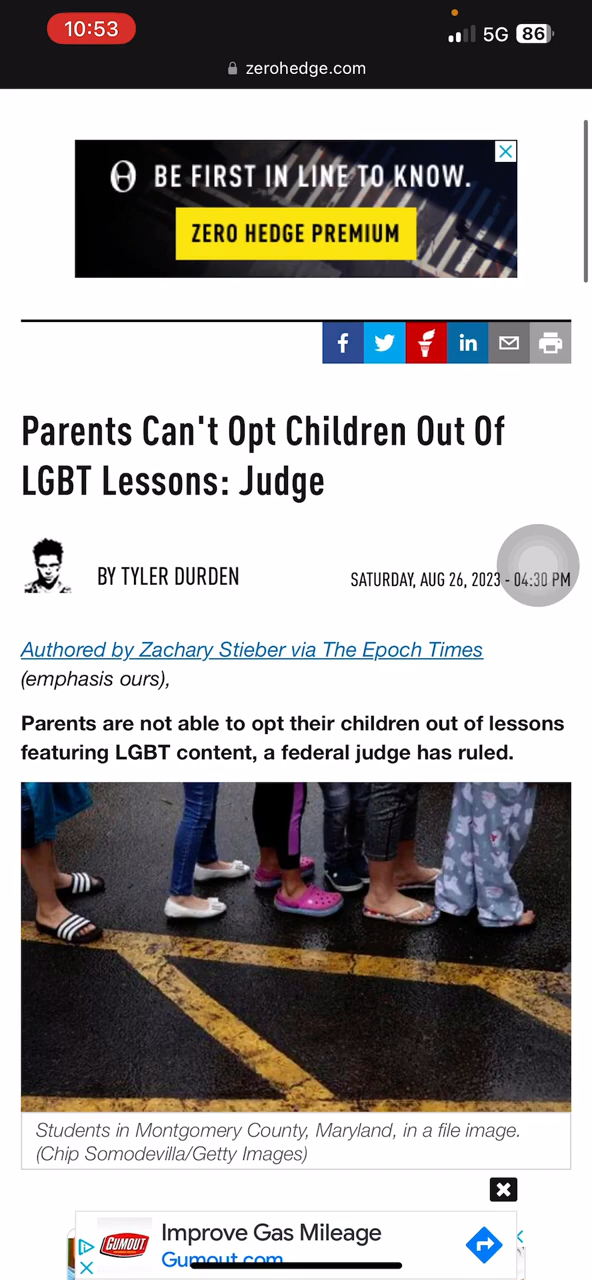 10:53
5G 86
zerohedge.com
BE FIRST IN LINE TO KNOW.
ZERO HEDGE PREMIUM
f in
Parents Can't Opt Children Out Of
LGBT Lessons: Judge
BY TYLER DURDEN
SATURDAY, AUG 26, 2023 - 04:30 PM
Authored by Zachary Stieber via The Epoch Times
(emphasis ours),
Parents are not able to opt their children out of lessons
featuring LGBT content, a federal judge has ruled.
Students in Montgomery County, Maryland, in a file image.
(Chip Somodevilla/Getty Images)
GUMOUT
Improve Gas Mileage
Gumout.com